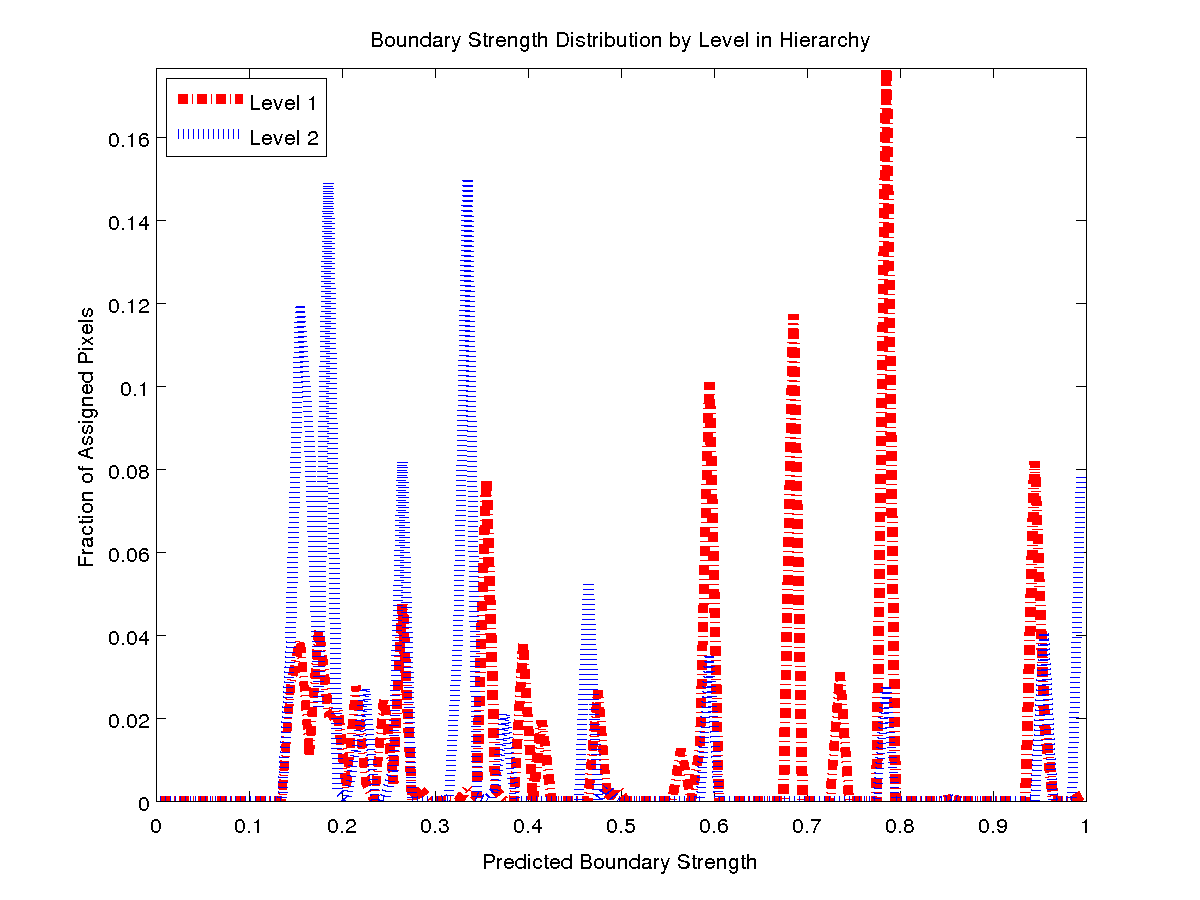 Boundary Strength Distribution by Level in Hierarchy
Level 1
Level 2
0.16
0.14
0.12
0.1
0.08
0.06
0.04
0.02
0
Fraction of Assigned Pixels
0 0.1 0.2 0.3 0.4 0.5 0.6 0.7 0.8 0.9 1
Predicted Boundary Strength